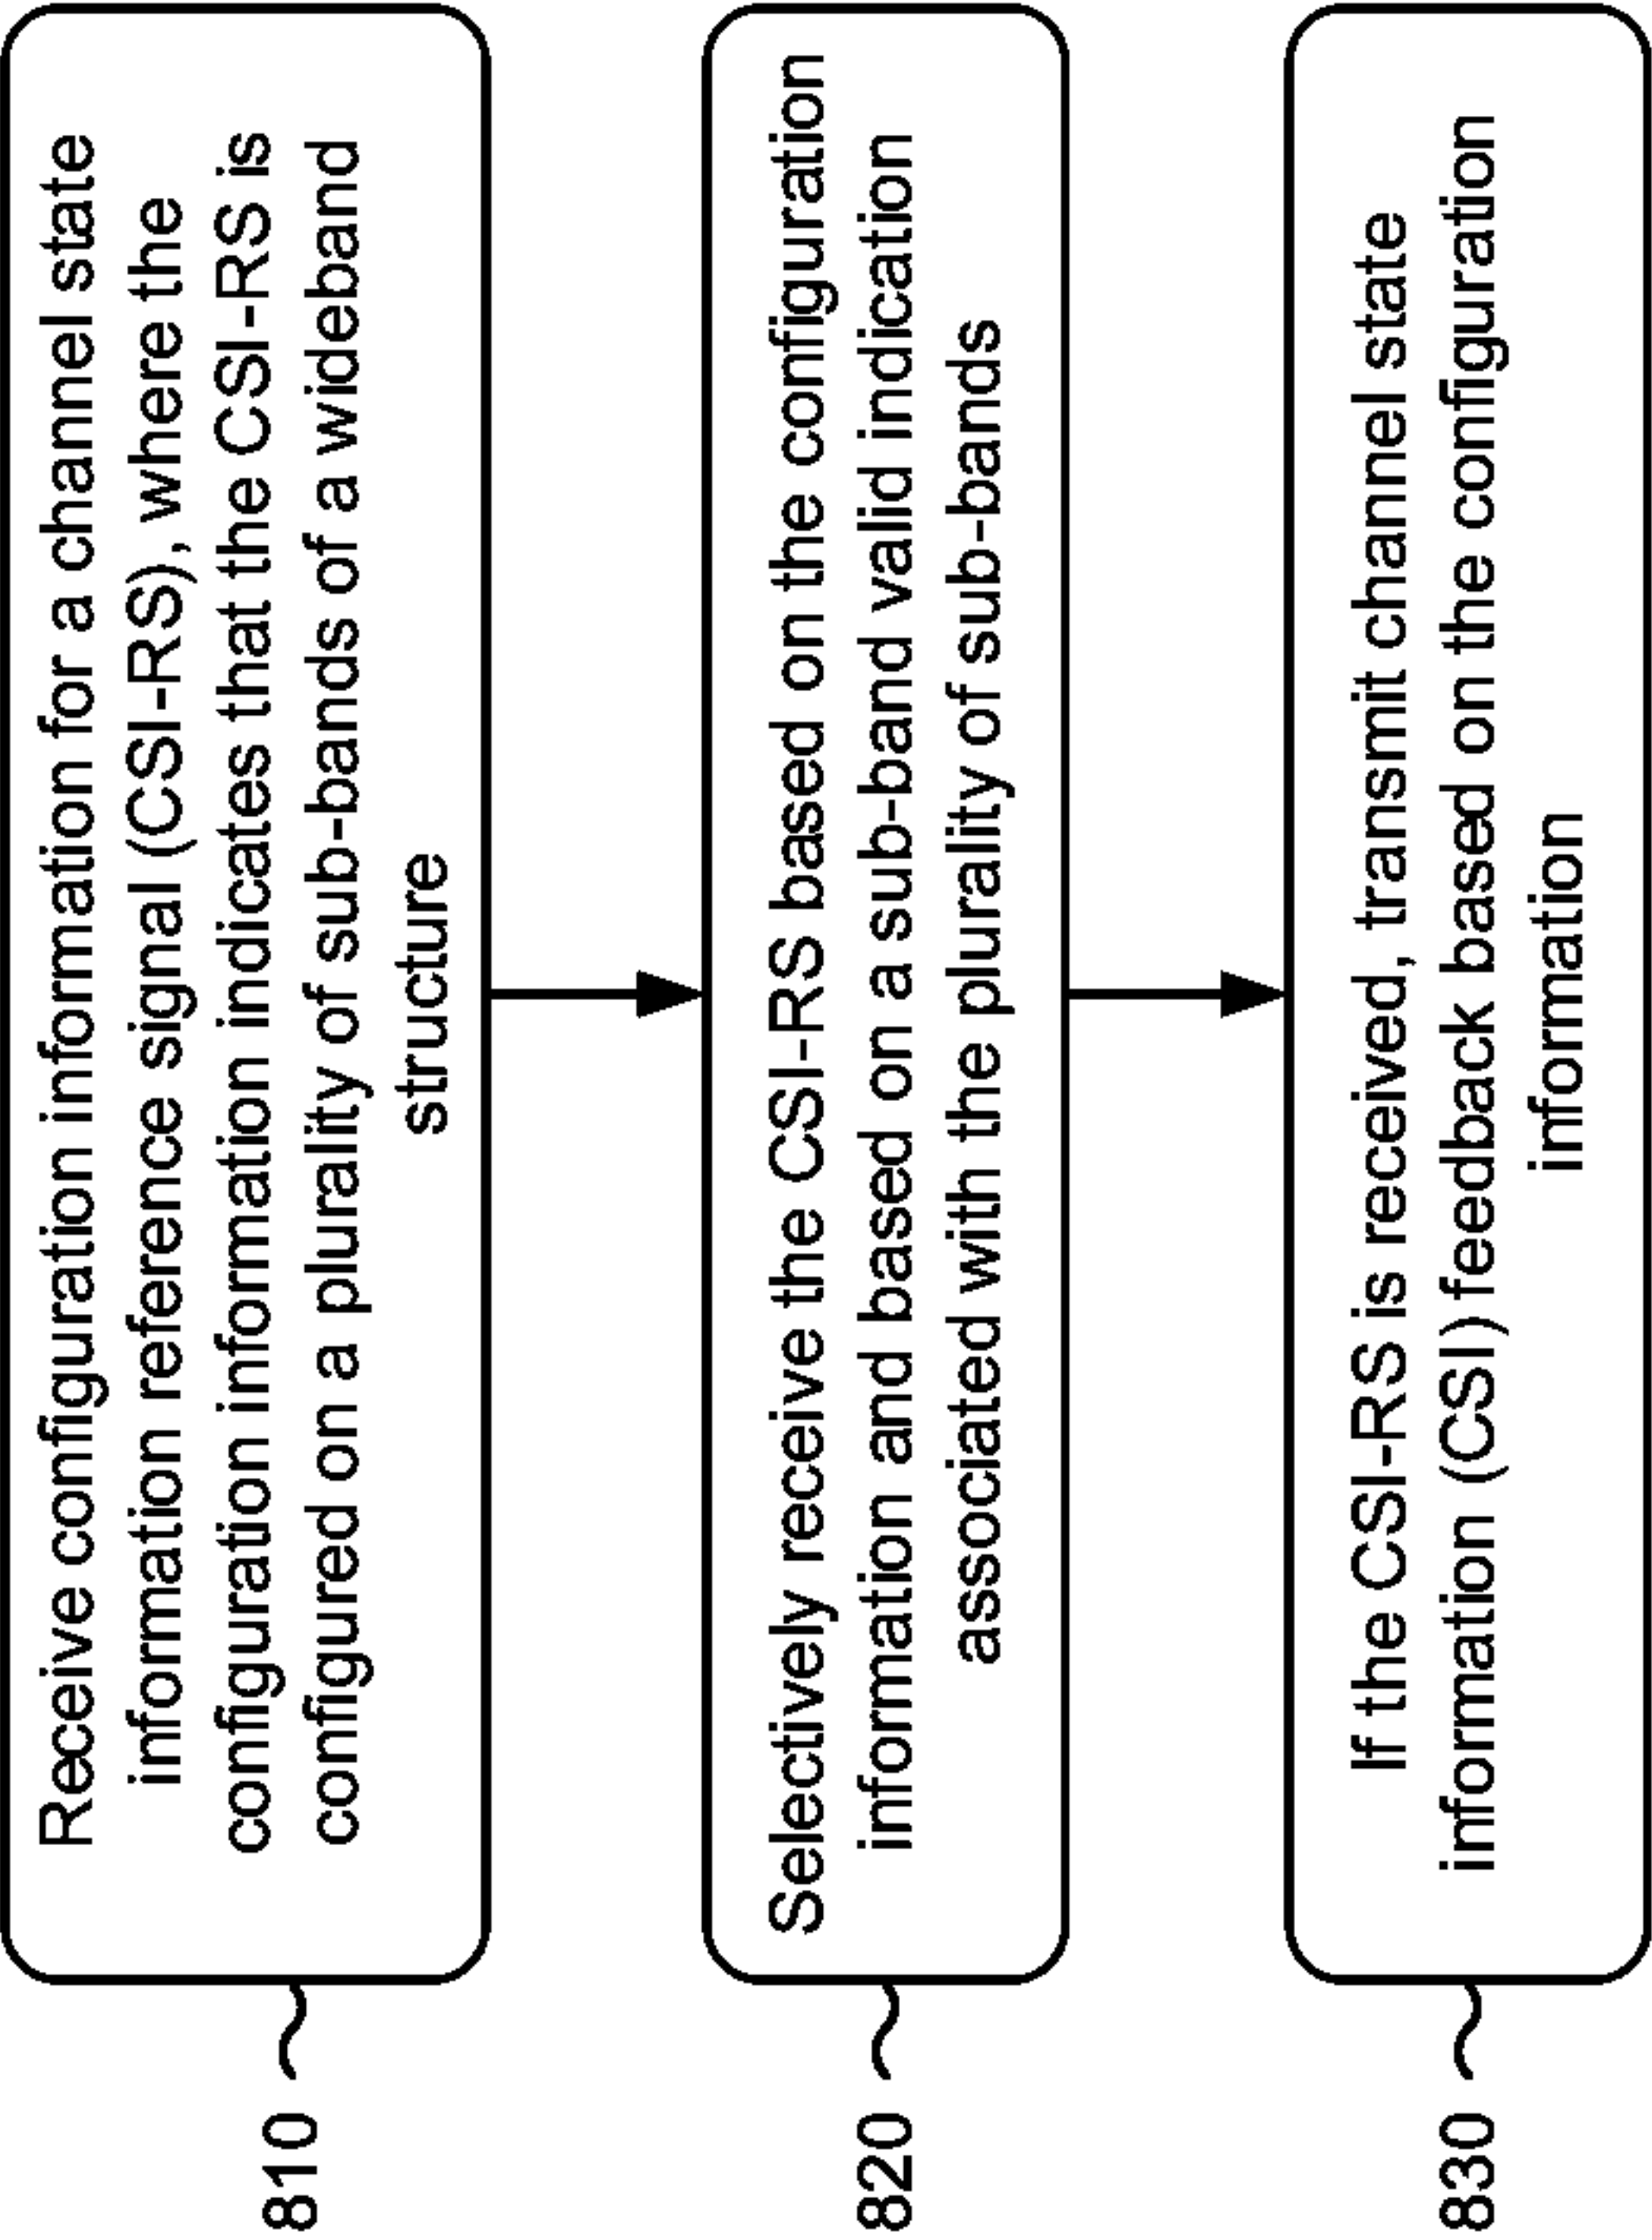 810
Receive configuration information for a channel state
information reference signal (CSI-RS), where the
configuration information indicates that the CSI-RS is
configured on a plurality of sub-bands of a wideband
structure
820
Selectively receive the CSI-RS based on the configuration
information and based on a sub-band valid indication
associated with the plurality of sub-bands
830
If the CSI-RS is received, transmit channel state
information (CSI) feedback based on the configuration
information